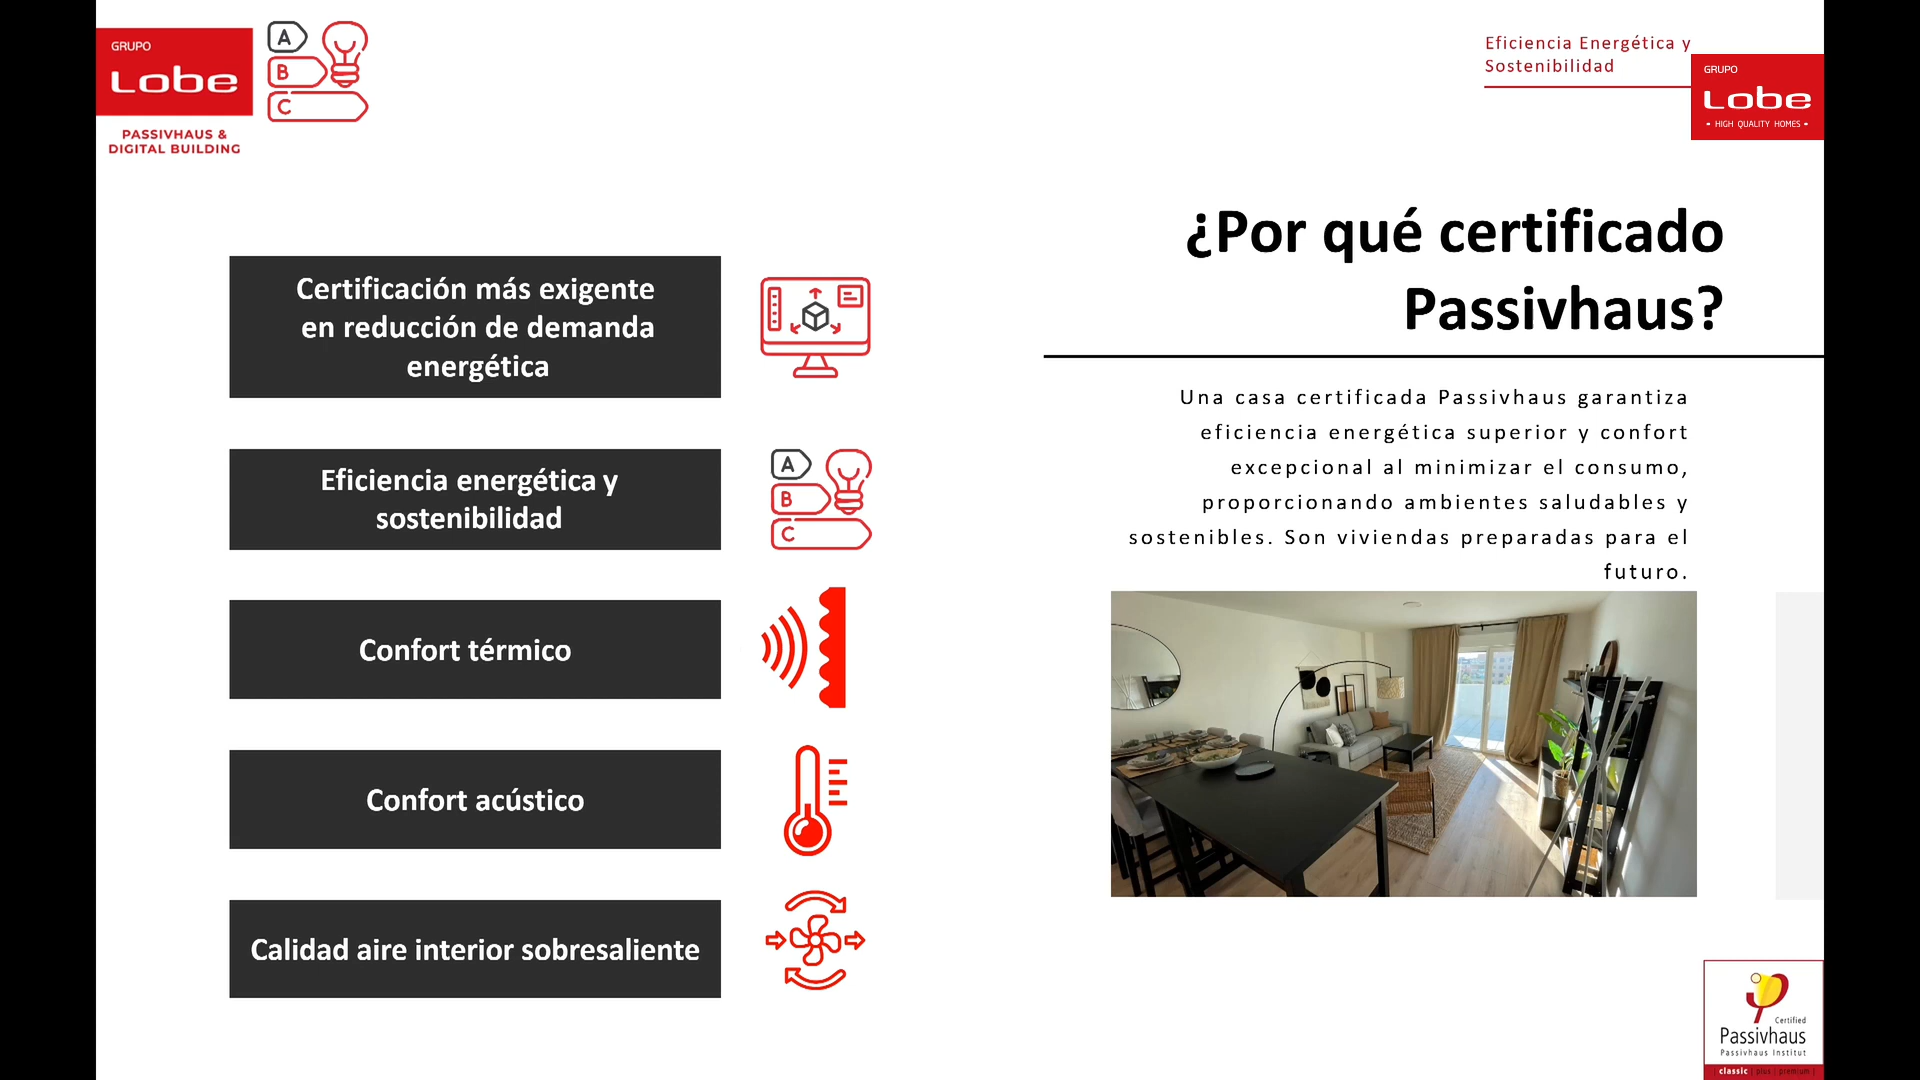 GRUPO
Lobe
PASSIVHAUS &
DIGITAL BUILDING
A
B
C
Eficiencia Energética y
Sostenibilidad
GRUPO
Lobe
• HIGH QUALITY HOMES •
¿Por qué certificado
Passivhaus?
Una casa certificada Passivhaus garantiza
eficiencia energética superior y confort
excepcional al minimizar el consumo,
proporcionando ambientes saludables y
sostenibles. Son viviendas preparadas para el
futuro.
Certificación más exigente
en reducción de demanda
energética
Eficiencia energética y
sostenibilidad
A
B
C
Confort térmico
Confort acústico
Calidad aire interior sobresaliente
Certified
Passivhaus
Passivhaus Institut
| classic | plus | premium |